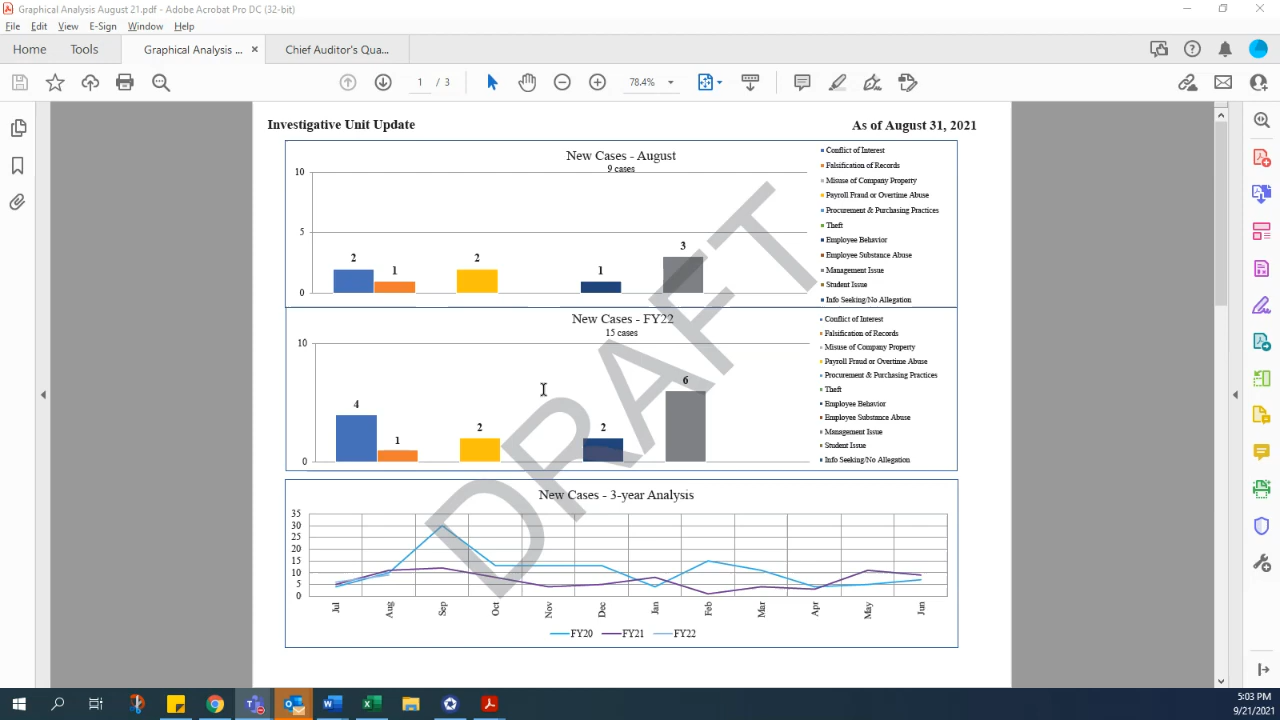 Graphical Analysis August 21.pdf - Adobe Acrobat Pro DC (32-bit)
File Edit View E-Sign Window Help
Home Tools Graphical Analysis ... × Chief Auditor's Qua...
1 / 3 78.4%
Investigative Unit Update As of August 31, 2021
New Cases - August
9 cases
10
5
0
2
1
2
1
3
Conflict of Interest
Falsification of Records
Misuse of Company Property
Payroll Fraud or Overtime Abuse
Procurement & Purchasing Practices
Theft
Employee Behavior
Employee Substance Abuse
Management Issue
Student Issue
Info Seeking/No Allegation
New Cases - FY22
15 cases
10
0
4
1
2
2
6
Conflict of Interest
Falsification of Records
Misuse of Company Property
Payroll Fraud or Overtime Abuse
Procurement & Purchasing Practices
Theft
Employee Behavior
Employee Substance Abuse
Management Issue
Student Issue
Info Seeking/No Allegation
DRAFT
New Cases - 3-year Analysis
35
30
25
20
15
10
5
0
Jul Aug Sep Oct Nov Dec Jan Feb Mar Apr May Jun
FY20 FY21 FY22
5:03 PM
9/21/2021